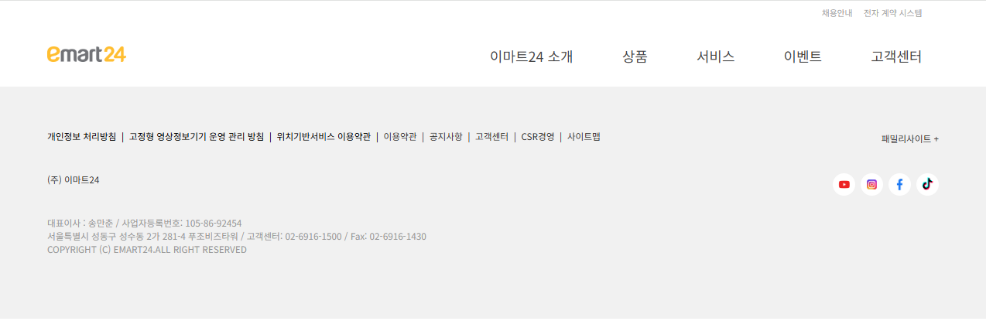 채용안내 전자 계약 시스템
emart24
이마트24 소개 상품 서비스 이벤트 고객센터
개인정보 처리방침 | 고정형 영상정보기기 운영 관리 방침 | 위치기반서비스 이용약관 | 이용약관 | 공지사항 | 고객센터 | CSR경영 | 사이트맵
패밀리사이트 +
(주) 이마트24
대표이사 : 송만준 / 사업자등록번호: 105-86-92454
서울특별시 성동구 성수동 2가 281-4 푸조비즈타워 / 고객센터: 02-6916-1500 / Fax: 02-6916-1430
COPYRIGHT (C) EMART24.ALL RIGHT RESERVED